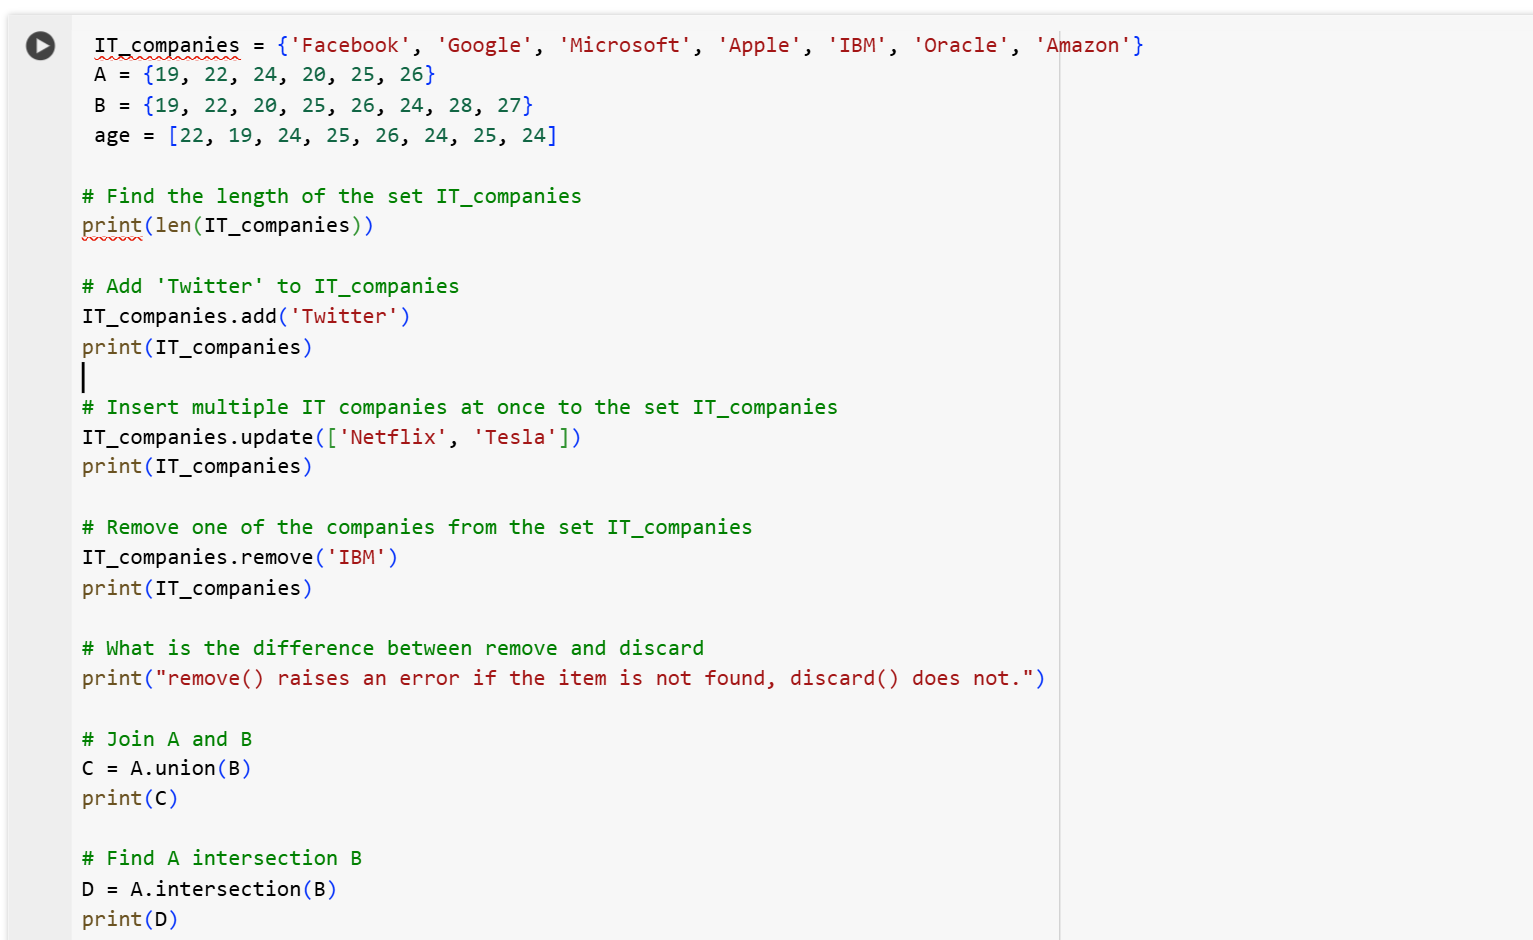 IT_companies = {'Facebook', 'Google', 'Microsoft', 'Apple', 'IBM', 'Oracle', 'Amazon'}
A = {19, 22, 24, 20, 25, 26}
B = {19, 22, 20, 25, 26, 24, 28, 27}
age = [22, 19, 24, 25, 26, 24, 25, 24]
# Find the length of the set IT_companies
print(len(IT_companies))
# Add 'Twitter' to IT_companies
IT_companies.add('Twitter')
print(IT_companies)
# Insert multiple IT companies at once to the set IT_companies
IT_companies.update(['Netflix', 'Tesla'])
print(IT_companies)
# Remove one of the companies from the set IT_companies
IT_companies.remove('IBM')
print(IT_companies)
# What is the difference between remove and discard
print("remove() raises an error if the item is not found, discard() does not.")
# Join A and B
C = A.union(B)
print(C)
# Find A intersection B
D = A.intersection(B)
print(D)